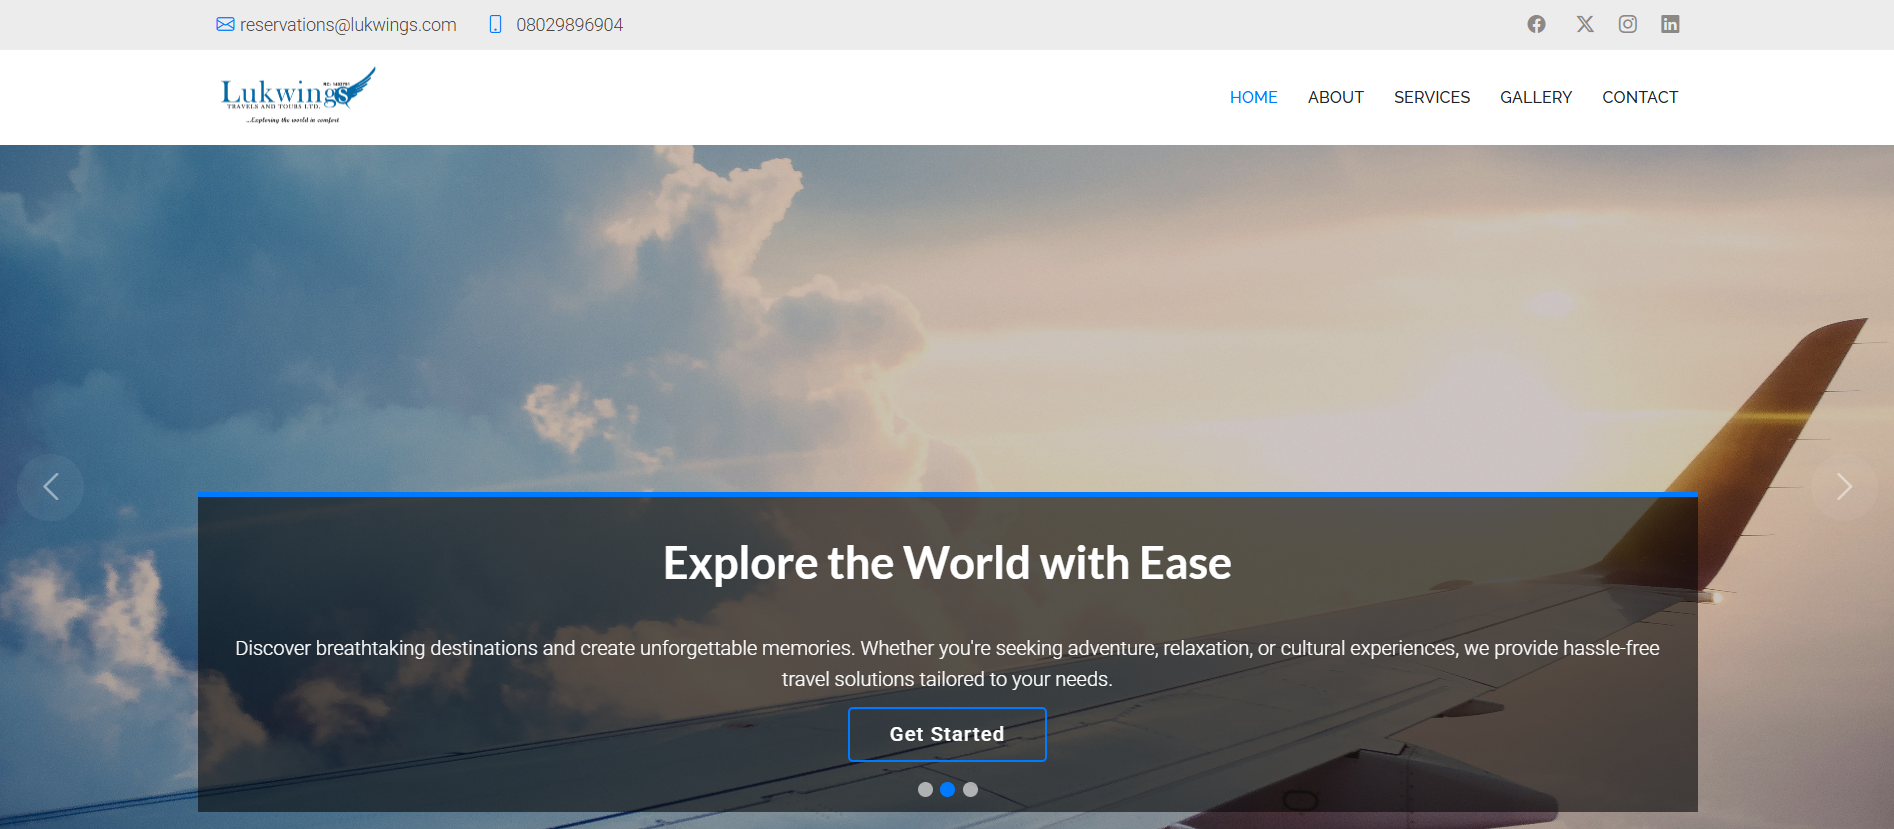 reservations@lukwings.com
08029896904
Lukwings
TRAVELS AND TOURS LTD.
...Exploring the world in comfort
HOME
ABOUT
SERVICES
GALLERY
CONTACT
Explore the World with Ease
Discover breathtaking destinations and create unforgettable memories. Whether you're seeking adventure, relaxation, or cultural experiences, we provide hassle-free
travel solutions tailored to your needs.
Get Started